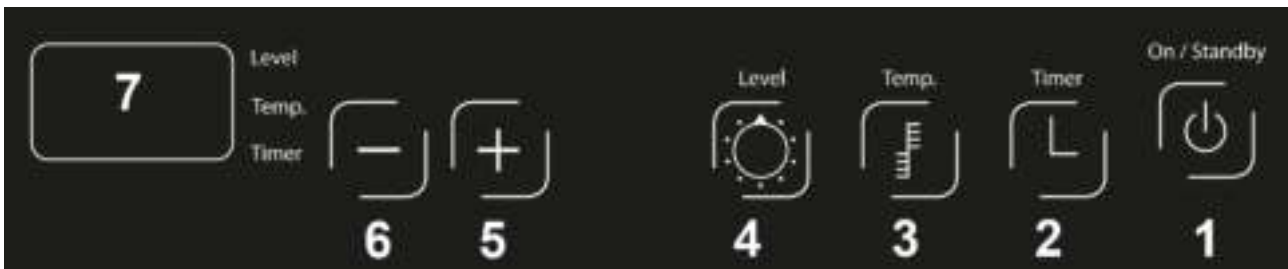 7
Level
Temp.
Timer
Level Temp. Timer On / Standby
6 5 4 3 2 1